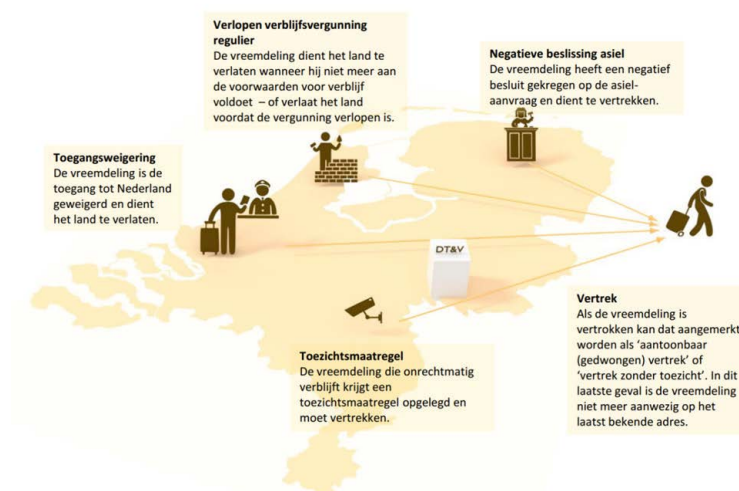 Verlopen verblijfsvergunning
regulier
De vreemdeling dient het land te
verlaten wanneer hij niet meer aan
de voorwaarden voor verblijf
voldoet – of verlaat het land
voordat de vergunning verlopen is.
Negatieve beslissing asiel
De vreemdeling heeft een negatief
besluit gekregen op de asiel-
aanvraag en dient te vertrekken.
Toegangsweigering
De vreemdeling is de
toegang tot Nederland
geweigerd en dient
het land te verlaten.
DT&V
Toezichtsmaatregel
De vreemdeling die onrechtmatig
verblijft krijgt een
toezichtsmaatregel opgelegd en
moet vertrekken.
Vertrek
Als de vreemdeling is
vertrokken kan dat aangemerkt
worden als ‘aantoonbaar
(gedwongen) vertrek’ of
‘vertrek zonder toezicht’. In dit
laatste geval is de vreemdeling
niet meer aanwezig op het
laatst bekende adres.